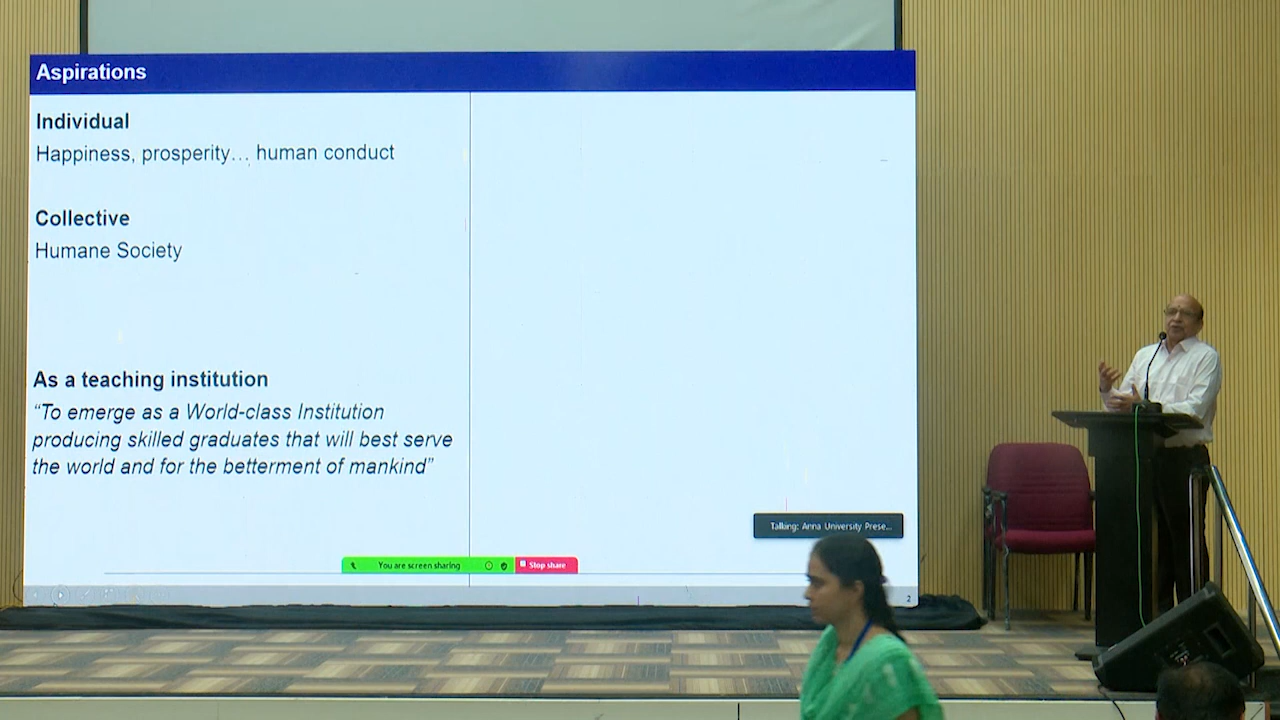 Aspirations
Individual
Happiness, prosperity… human conduct
Collective
Humane Society
As a teaching institution
“To emerge as a World-class Institution
producing skilled graduates that will best serve
the world and for the betterment of mankind”
Talking: Anna University Prese...
You are screen sharing
Stop share
2